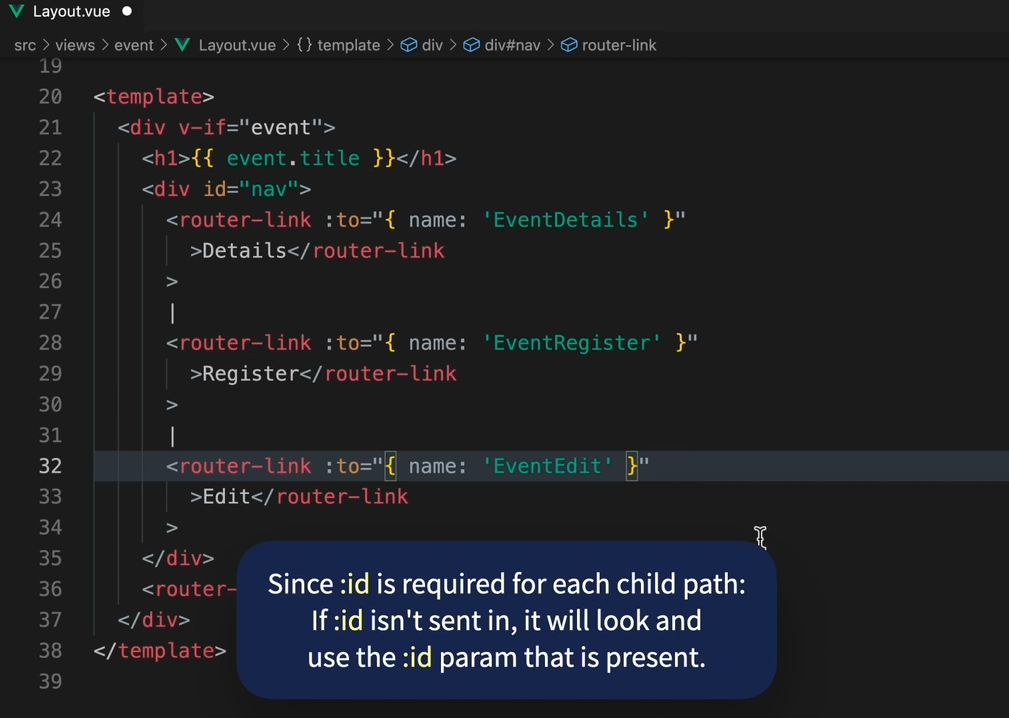 Layout.vue
src > views > event > Layout.vue > {} template > div > div#nav > router-link
19
20 <template>
21 <div v-if="event">
22 <h1>{{ event.title }}</h1>
23 <div id="nav">
24 <router-link :to="{ name: 'EventDetails' }"
25 >Details</router-link
26 >
27 |
28 <router-link :to="{ name: 'EventRegister' }"
29 >Register</router-link
30 >
31 |
32 <router-link :to="{ name: 'EventEdit' }"
33 >Edit</router-link
34 >
35 </div>
36 <router-
37 </div>
38 </template>
39
Since :id is required for each child path:
If :id isn't sent in, it will look and
use the :id param that is present.